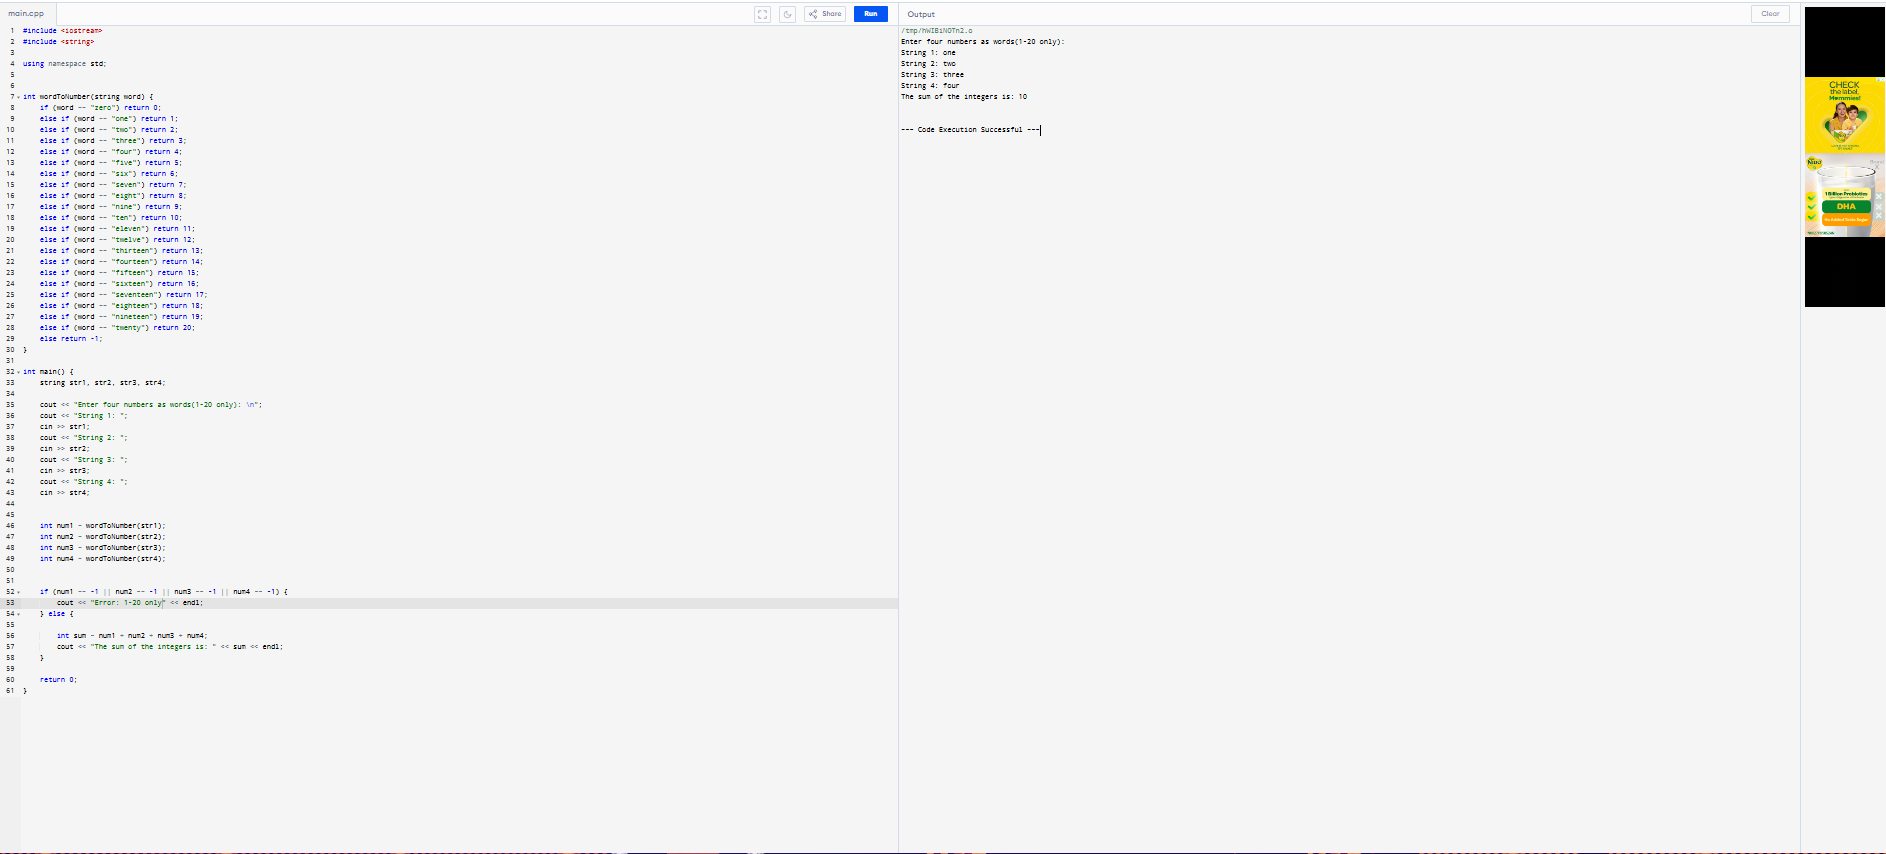 main.cpp
Share
Run
Output
Clear
1 #include <iostream>
2 #include <string>
3
4 using namespace std;
5
6
7 int wordToNumber(string word) {
8 if (word == "zero") return 0;
9 else if (word == "one") return 1;
10 else if (word == "two") return 2;
11 else if (word == "three") return 3;
12 else if (word == "four") return 4;
13 else if (word == "five") return 5;
14 else if (word == "six") return 6;
15 else if (word == "seven") return 7;
16 else if (word == "eight") return 8;
17 else if (word == "nine") return 9;
18 else if (word == "ten") return 10;
19 else if (word == "eleven") return 11;
20 else if (word == "twelve") return 12;
21 else if (word == "thirteen") return 13;
22 else if (word == "fourteen") return 14;
23 else if (word == "fifteen") return 15;
24 else if (word == "sixteen") return 16;
25 else if (word == "seventeen") return 17;
26 else if (word == "eighteen") return 18;
27 else if (word == "nineteen") return 19;
28 else if (word == "twenty") return 20;
29 else return -1;
30 }
31
32 int main() {
33 string str1, str2, str3, str4;
34
35 cout << "Enter four numbers as words(1-20 only): \n";
36 cout << "String 1: ";
37 cin >> str1;
38 cout << "String 2: ";
39 cin >> str2;
40 cout << "String 3: ";
41 cin >> str3;
42 cout << "String 4: ";
43 cin >> str4;
44
45
46 int num1 = wordToNumber(str1);
47 int num2 = wordToNumber(str2);
48 int num3 = wordToNumber(str3);
49 int num4 = wordToNumber(str4);
50
51
52 if (num1 == -1 || num2 == -1 || num3 == -1 || num4 == -1) {
53 cout << "Error: 1-20 only" << endl;
54 } else {
55
56 int sum = num1 + num2 + num3 + num4;
57 cout << "The sum of the integers is: " << sum << endl;
58 }
59
60 return 0;
61 }
/tmp/hWIBiNOTn2.o
Enter four numbers as words(1-20 only):
String 1: one
String 2: two
String 3: three
String 4: four
The sum of the integers is: 10
=== Code Execution Successful ===
CHECK
the label,
Mommies!
NIDO
1 Billion Probiotics
DHA
No Added Table Sugar